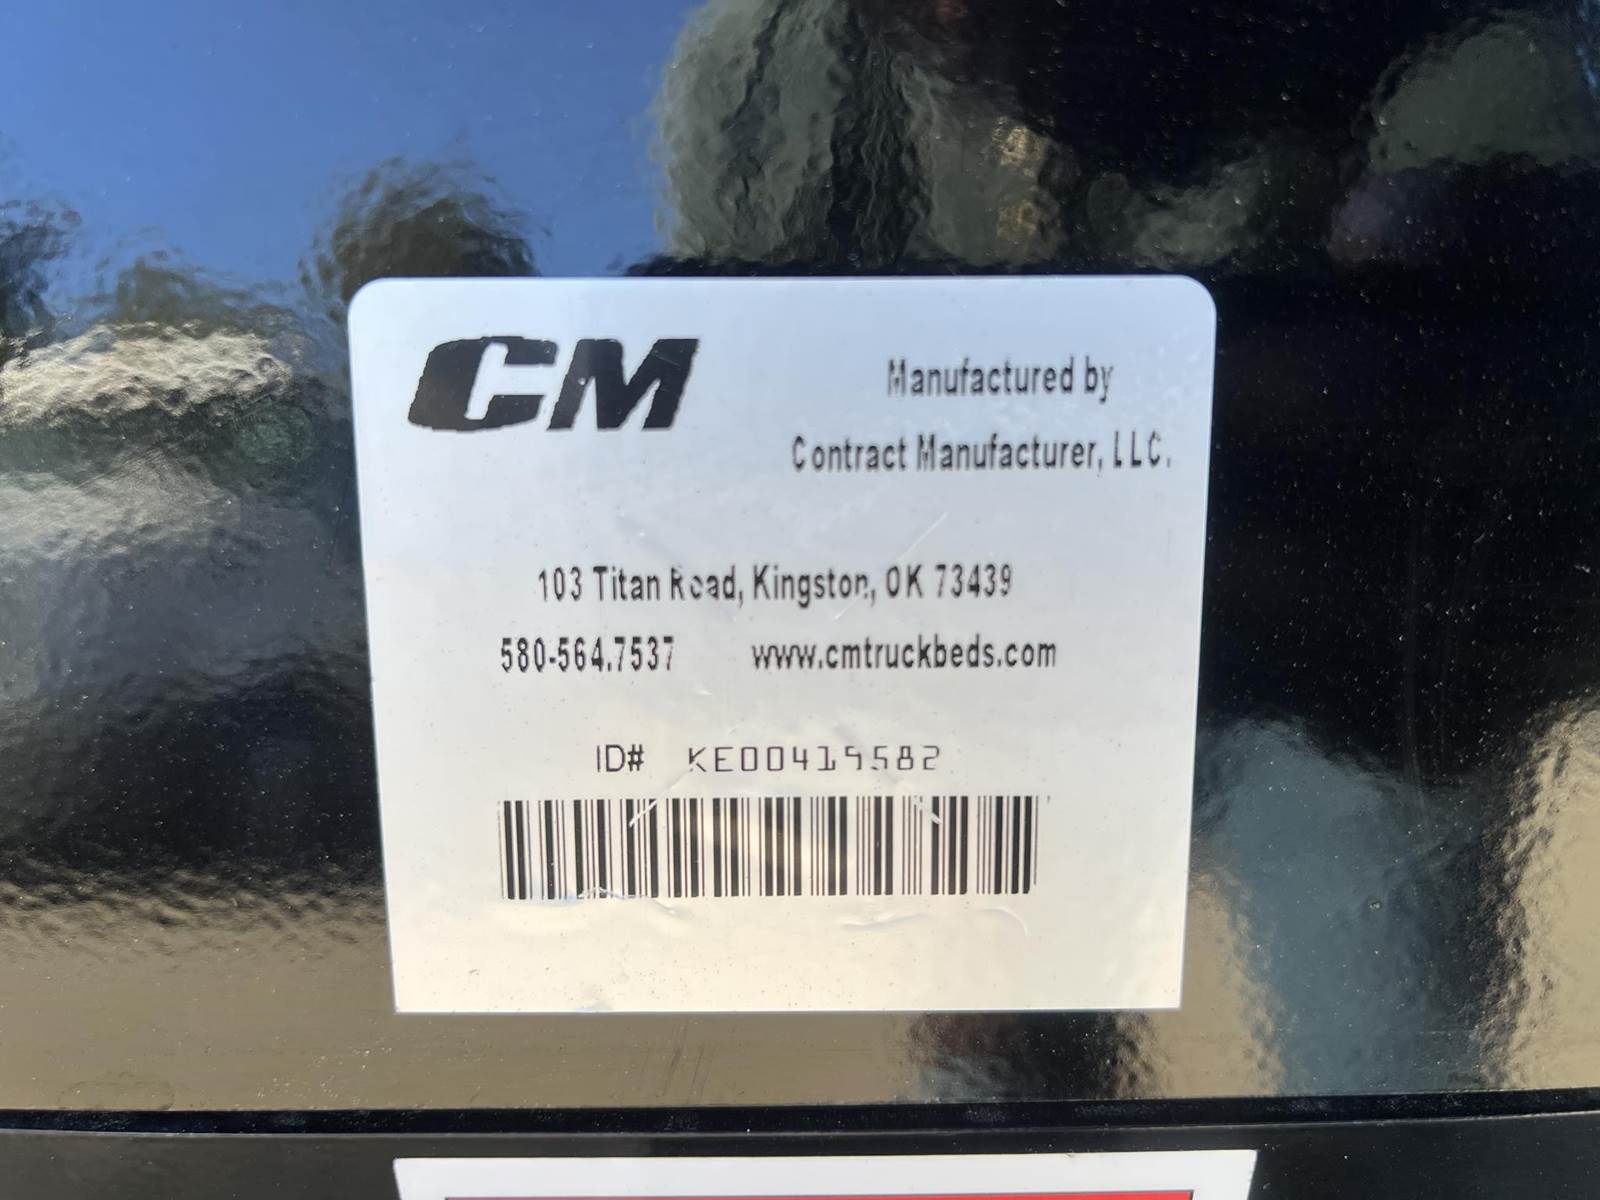 CM
Manufactured by
Contract Manufacturer, LLC.
103 Titan Road, Kingston, OK 73439
580-564.7537 www.cmtruckbeds.com
ID# KE00419582